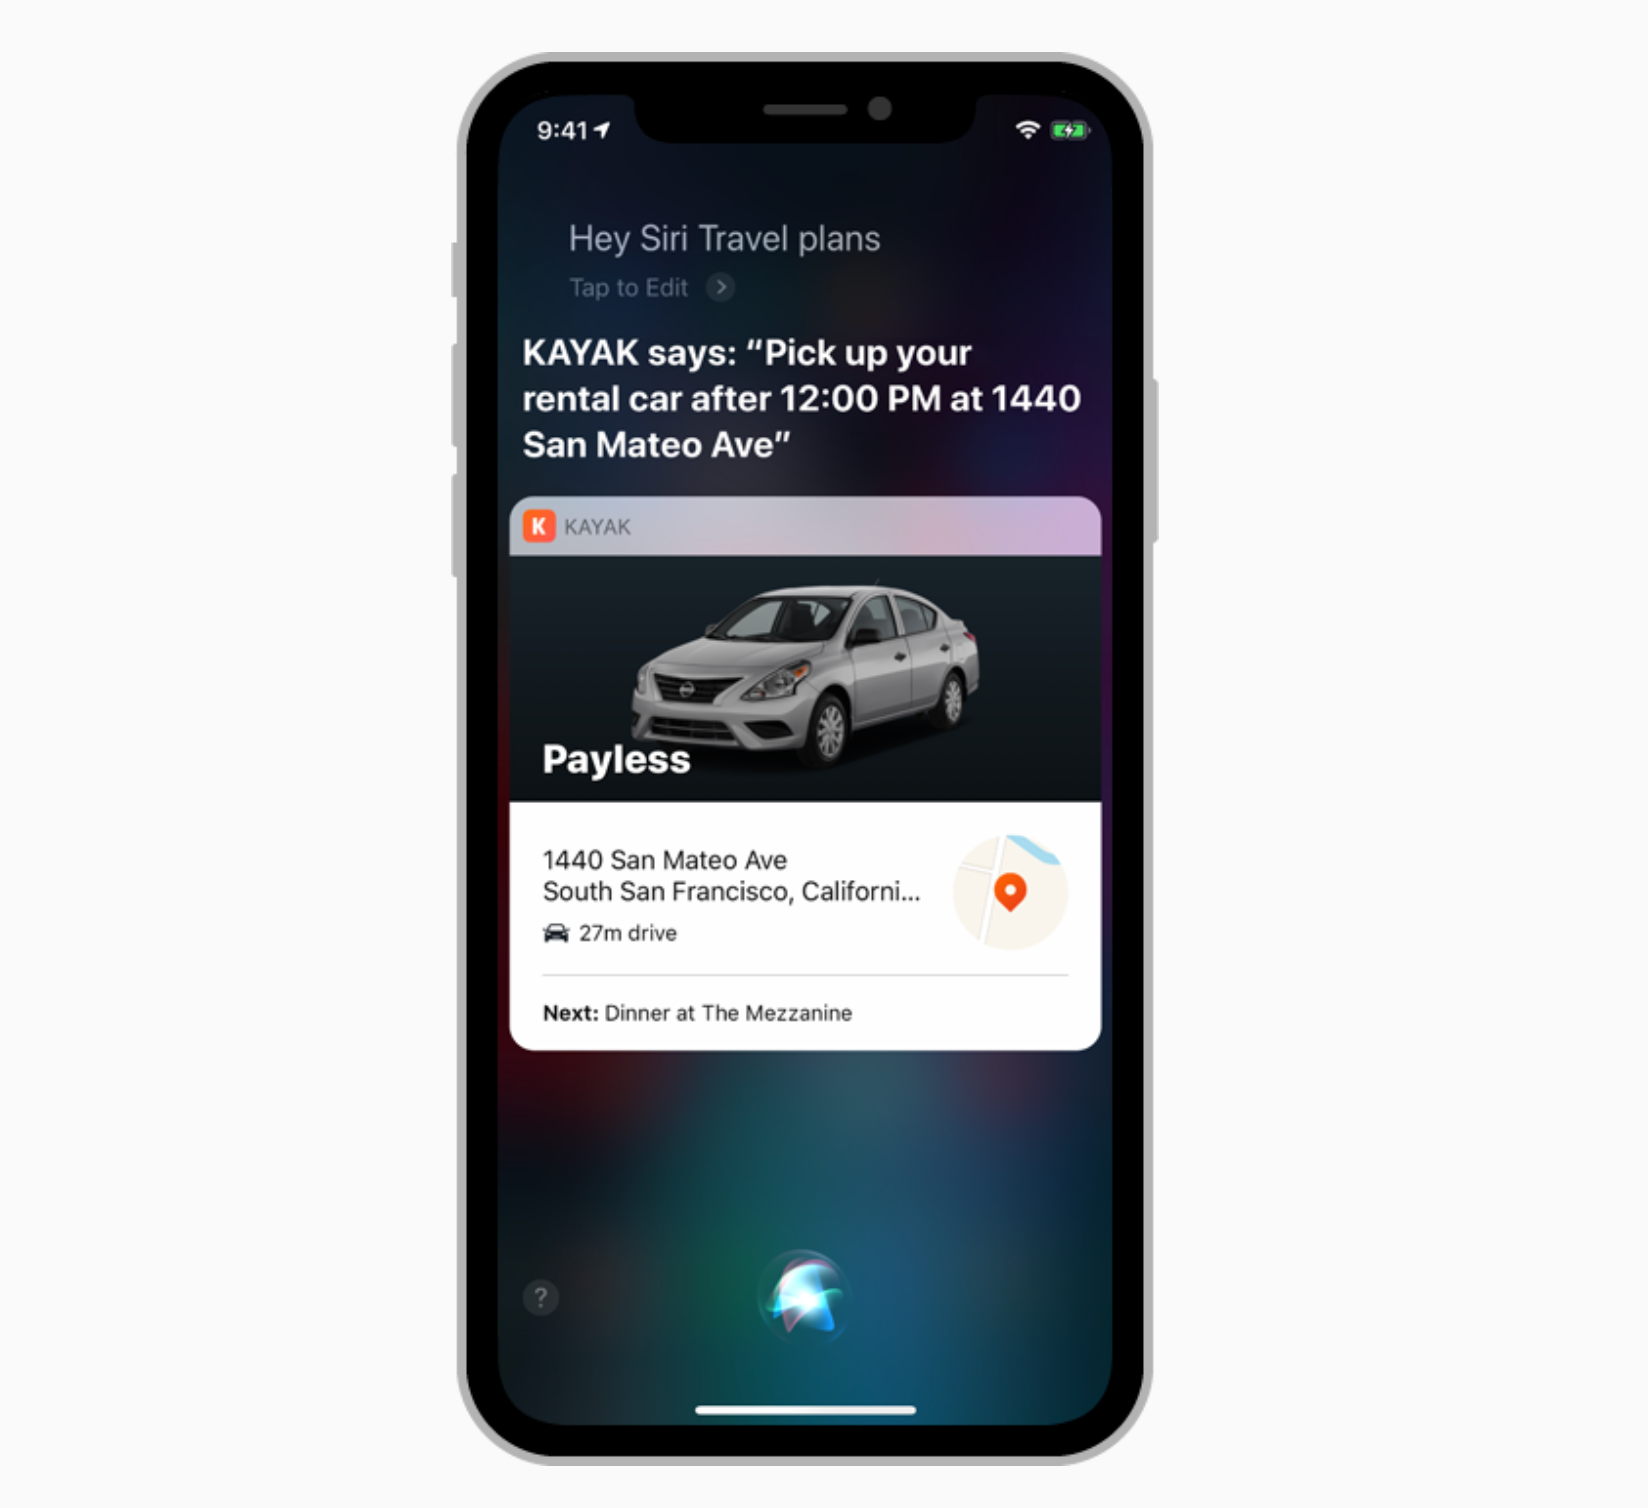 9:41
Hey Siri Travel plans
Tap to Edit
KAYAK says: “Pick up your
rental car after 12:00 PM at 1440
San Mateo Ave”
K KAYAK
Payless
1440 San Mateo Ave
South San Francisco, Californi...
27m drive
Next: Dinner at The Mezzanine
?